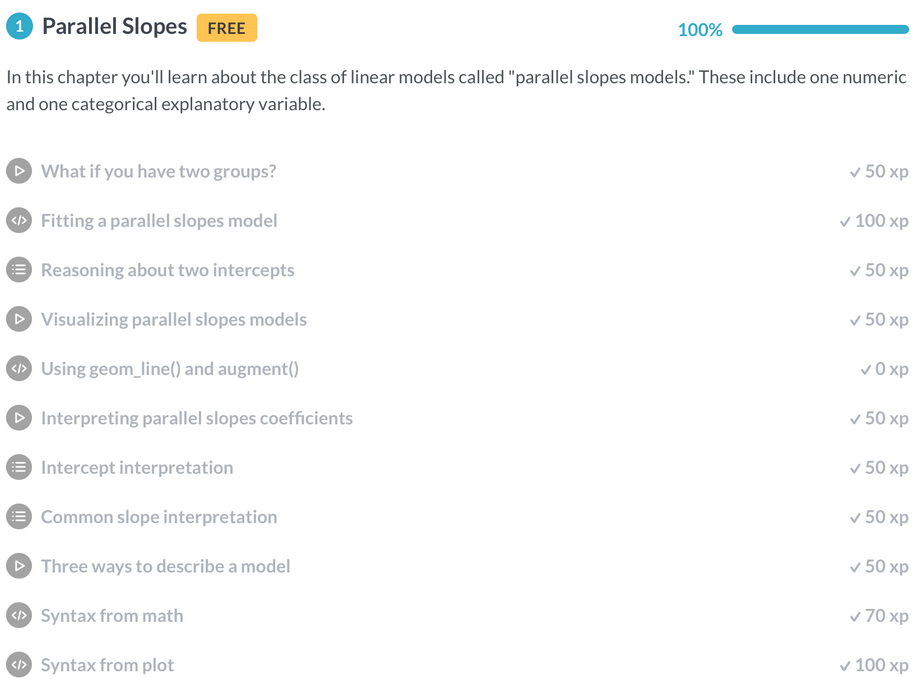 1 Parallel Slopes FREE 100%
In this chapter you'll learn about the class of linear models called "parallel slopes models." These include one numeric
and one categorical explanatory variable.
What if you have two groups? ✓ 50 xp
</> Fitting a parallel slopes model ✓ 100 xp
Reasoning about two intercepts ✓ 50 xp
Visualizing parallel slopes models ✓ 50 xp
</> Using geom_line() and augment() ✓ 0 xp
Interpreting parallel slopes coefficients ✓ 50 xp
Intercept interpretation ✓ 50 xp
Common slope interpretation ✓ 50 xp
Three ways to describe a model ✓ 50 xp
</> Syntax from math ✓ 70 xp
</> Syntax from plot ✓ 100 xp